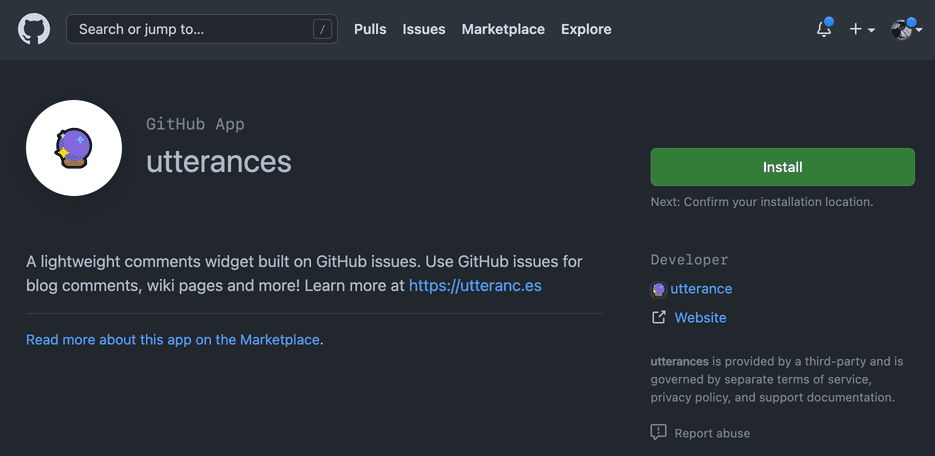 Search or jump to... /
Pulls Issues Marketplace Explore
GitHub App
utterances
Install
Next: Confirm your installation location.
A lightweight comments widget built on GitHub issues. Use GitHub issues for
blog comments, wiki pages and more! Learn more at https://utteranc.es
Read more about this app on the Marketplace.
Developer
utterance
Website
utterances is provided by a third-party and is
governed by separate terms of service,
privacy policy, and support documentation.
Report abuse